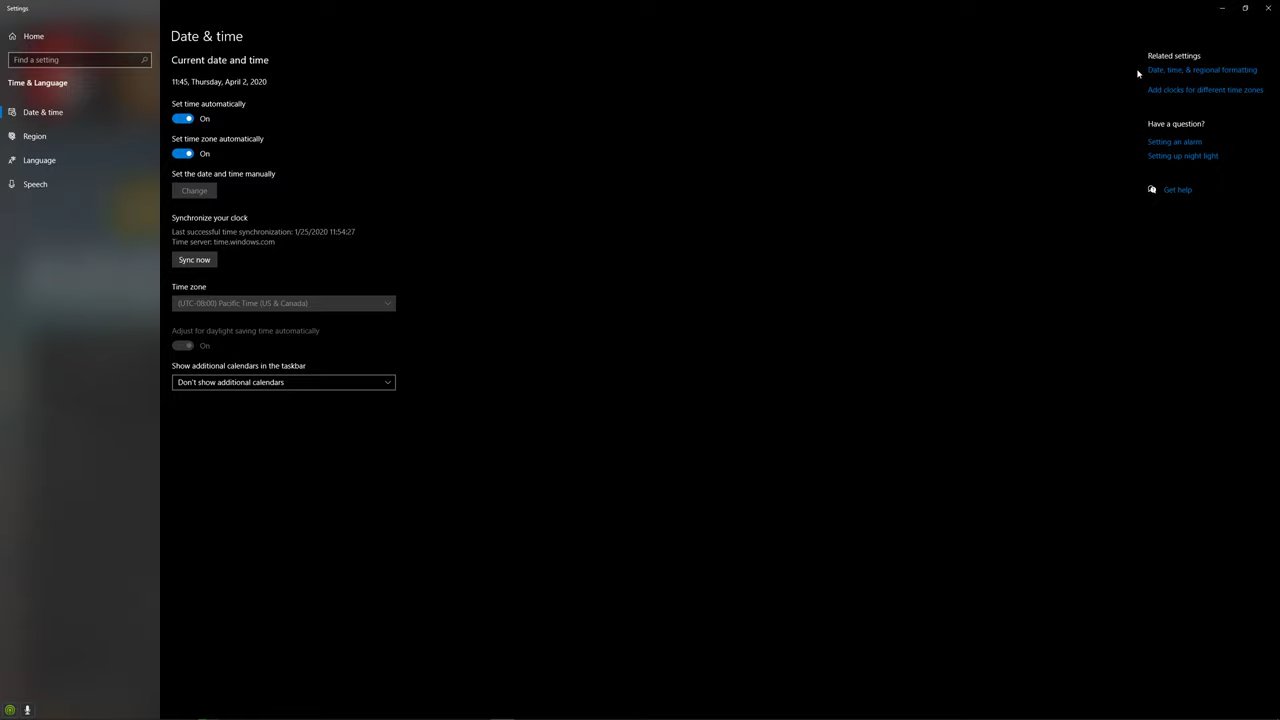 Settings
Home
Find a setting
Time & Language
Date & time
Region
Language
Speech
Date & time
Current date and time
11:45, Thursday, April 2, 2020
Set time automatically
On
Set time zone automatically
On
Set the date and time manually
Change
Synchronize your clock
Last successful time synchronization: 1/25/2020 11:54:27
Time server: time.windows.com
Sync now
Time zone
(UTC-08:00) Pacific Time (US & Canada)
Adjust for daylight saving time automatically
On
Show additional calendars in the taskbar
Don't show additional calendars
Related settings
Date, time, & regional formatting
Add clocks for different time zones
Have a question?
Setting an alarm
Setting up night light
Get help